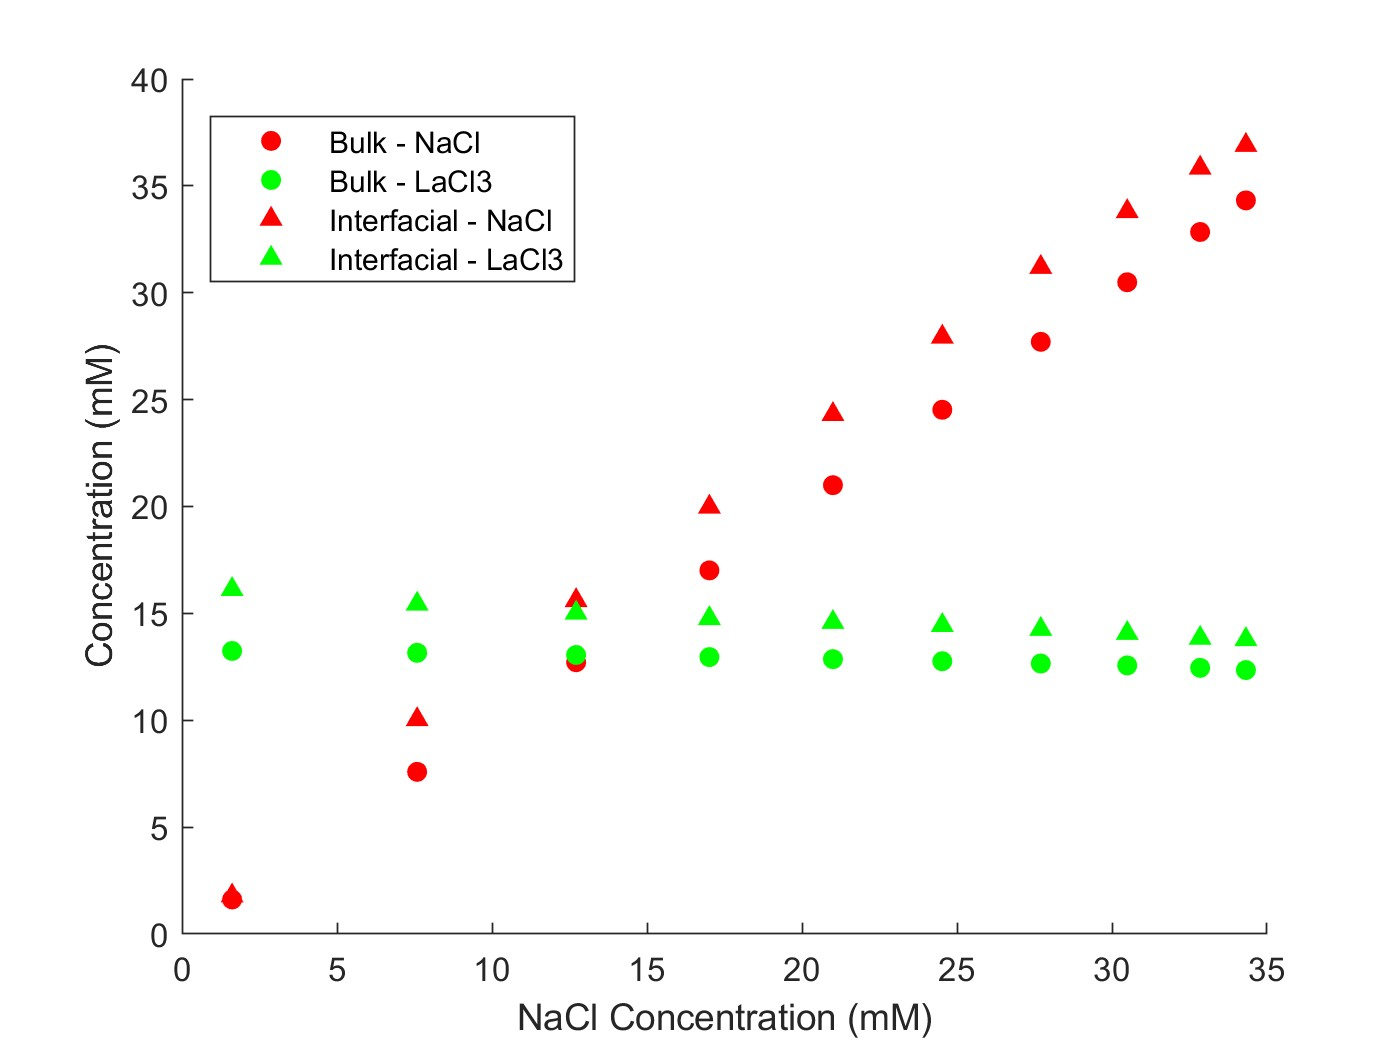 40
35
30
25
20
15
10
5
0
Concentration (mM)
Bulk - NaCl
Bulk - LaCl3
Interfacial - NaCl
Interfacial - LaCl3
0 5 10 15 20 25 30 35
NaCl Concentration (mM)